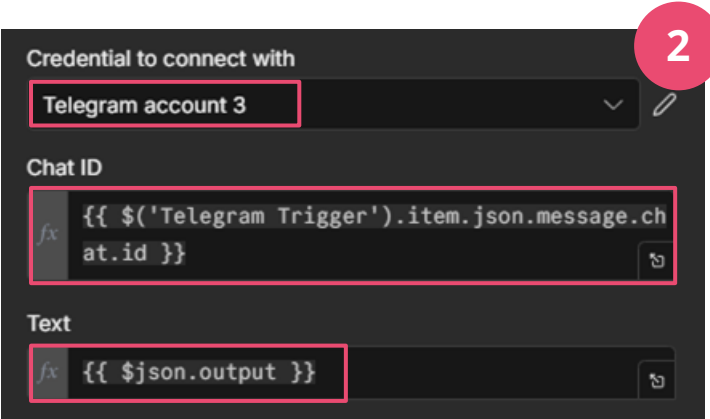 2
Credential to connect with
Telegram account 3
Chat ID
fx
{{ $('Telegram Trigger').item.json.message.ch
at.id }}
Text
fx
{{ $json.output }}